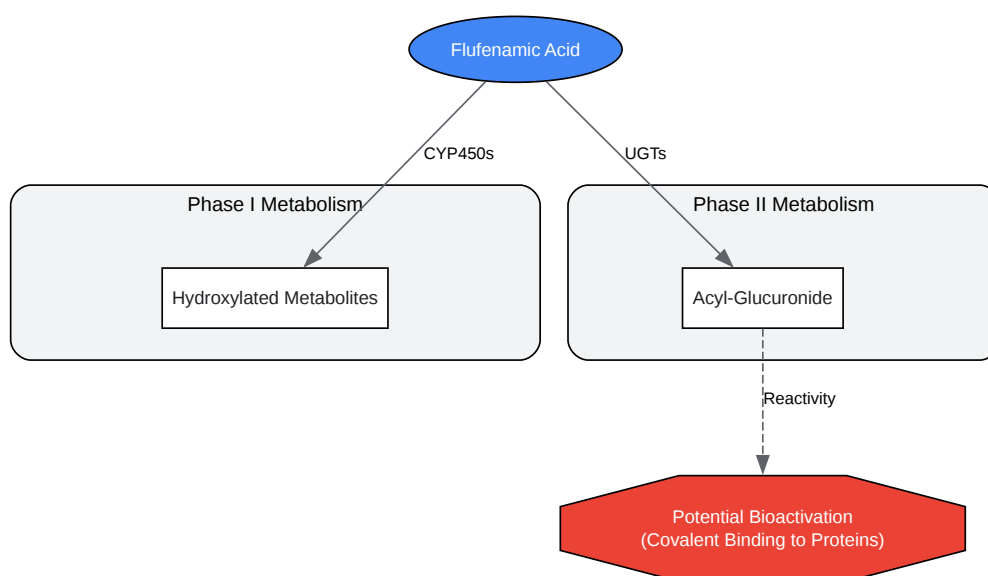 Flufenamic Acid
CYP450s
UGTs
Phase I Metabolism
Phase II Metabolism
Hydroxylated Metabolites
Acyl-Glucuronide
Reactivity
Potential Bioactivation
(Covalent Binding to Proteins)